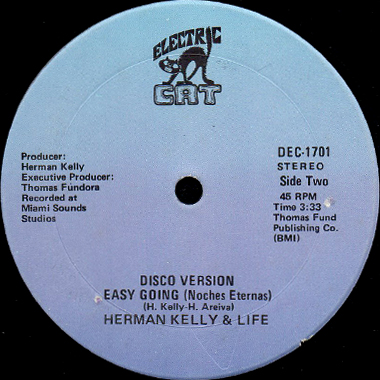 ELECTRIC
CAT
Producer:
Herman Kelly
Executive Producer:
Thomas Fundora
Recorded at
Miami Sounds
Studios
DEC-1701
STEREO
Side Two
45 RPM
Time 3:33
Thomas Fund
Publishing Co.
(BMI)
DISCO VERSION
EASY GOING (Noches Eternas)
(H. Kelly-H. Areiva)
HERMAN KELLY & LIFE